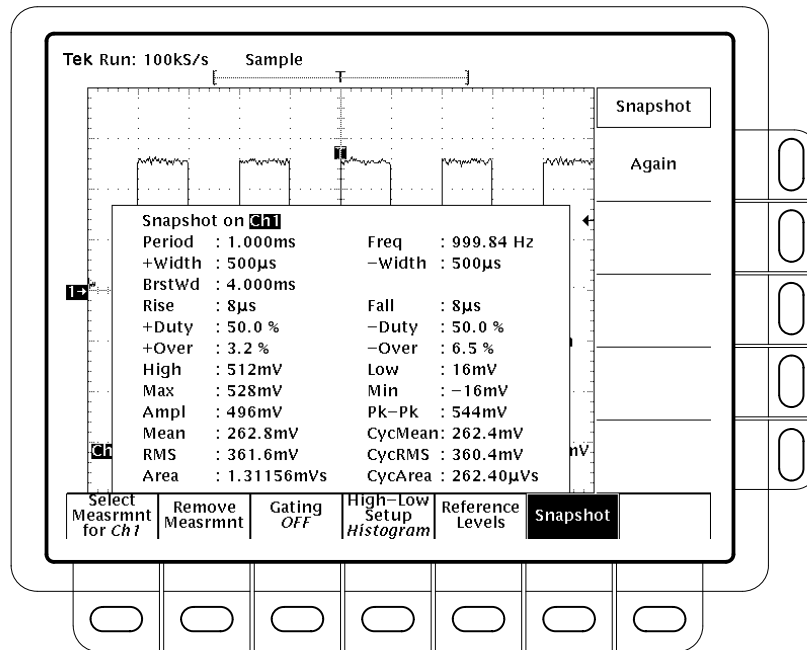 Tek Run: 100kS/s Sample
T
Snapshot
T
Again
Snapshot on Ch1
Period : 1.000ms Freq : 999.84 Hz
+Width : 500µs −Width : 500µs
BrstWd : 4.000ms
1
Rise : 8µs Fall : 8µs
+Duty : 50.0 % −Duty : 50.0 %
+Over : 3.2 % −Over : 6.5 %
High : 512mV Low : 16mV
Max : 528mV Min : −16mV
Ampl : 496mV Pk−Pk : 544mV
Mean : 262.8mV CycMean: 262.4mV
Ch RMS : 361.6mV CycRMS : 360.4mV mV
Area : 1.31156mVs CycArea : 262.40µVs
Select
Measrmnt
for Ch1
Remove
Measrmnt
Gating
OFF
High−Low
Setup
Histogram
Reference
Levels
Snapshot